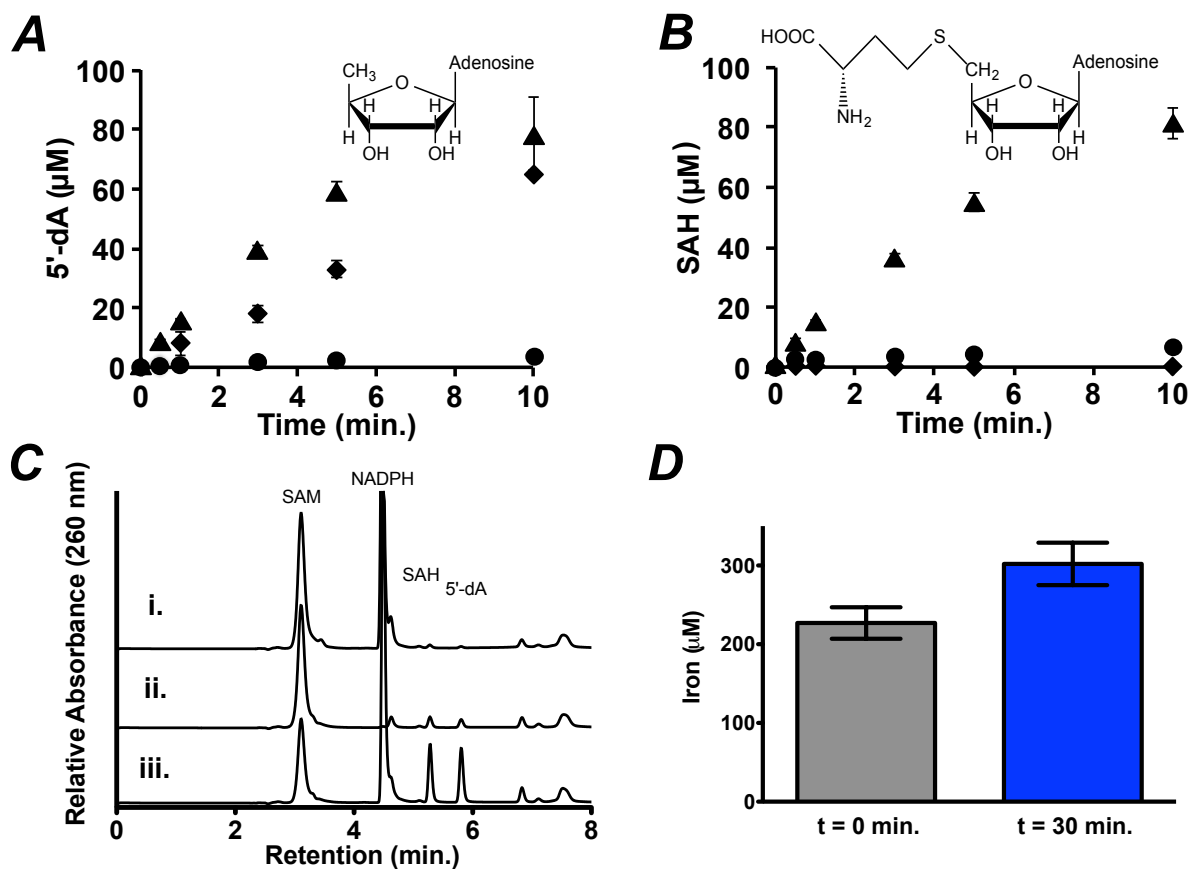 A
5'-dA (µM)
100
80
60
40
20
0
0 2 4 6 8 10
Time (min.)
CH3 O Adenosine
H H
H H
OH OH
B
SAH (µM)
100
80
60
40
20
0
0 2 4 6 8 10
Time (min.)
HOOC S
NH2
CH2 O Adenosine
H H
H H
OH OH
C
Relative Absorbance (260 nm)
SAM NADPH
SAH 5'-dA
i.
ii.
iii.
0 2 4 6 8
Retention (min.)
D
Iron (µM)
300
200
100
0
t = 0 min. t = 30 min.